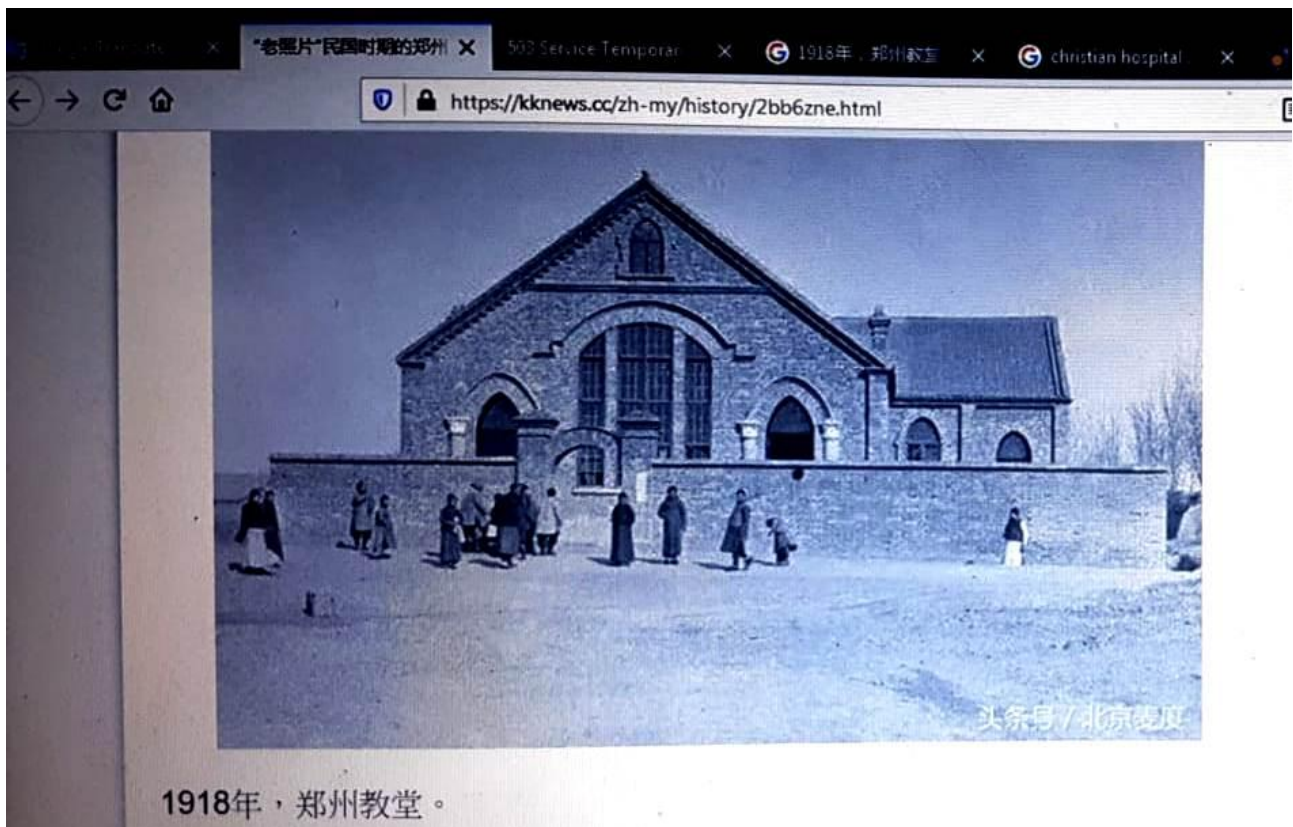 "老照片"民国时期的郑州
503 Service Temporar
1918年，郑州教堂
christian hospital
https://kknews.cc/zh-my/history/2bb6zne.html
头条号 / 北京麦厦
1918年，郑州教堂。